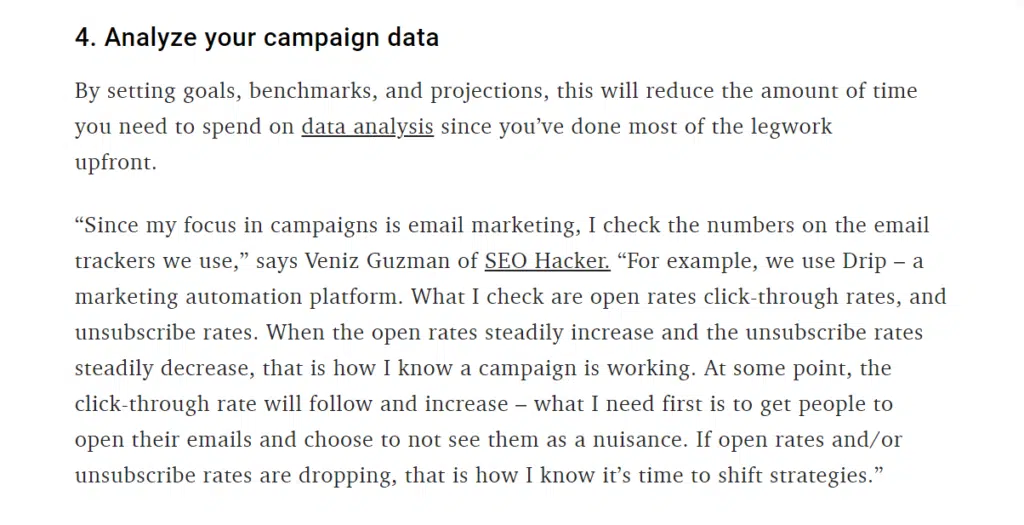 4. Analyze your campaign data
By setting goals, benchmarks, and projections, this will reduce the amount of time
you need to spend on data analysis since you’ve done most of the legwork
upfront.
“Since my focus in campaigns is email marketing, I check the numbers on the email
trackers we use,” says Veniz Guzman of SEO Hacker. “For example, we use Drip – a
marketing automation platform. What I check are open rates click-through rates, and
unsubscribe rates. When the open rates steadily increase and the unsubscribe rates
steadily decrease, that is how I know a campaign is working. At some point, the
click-through rate will follow and increase – what I need first is to get people to
open their emails and choose to not see them as a nuisance. If open rates and/or
unsubscribe rates are dropping, that is how I know it’s time to shift strategies.”